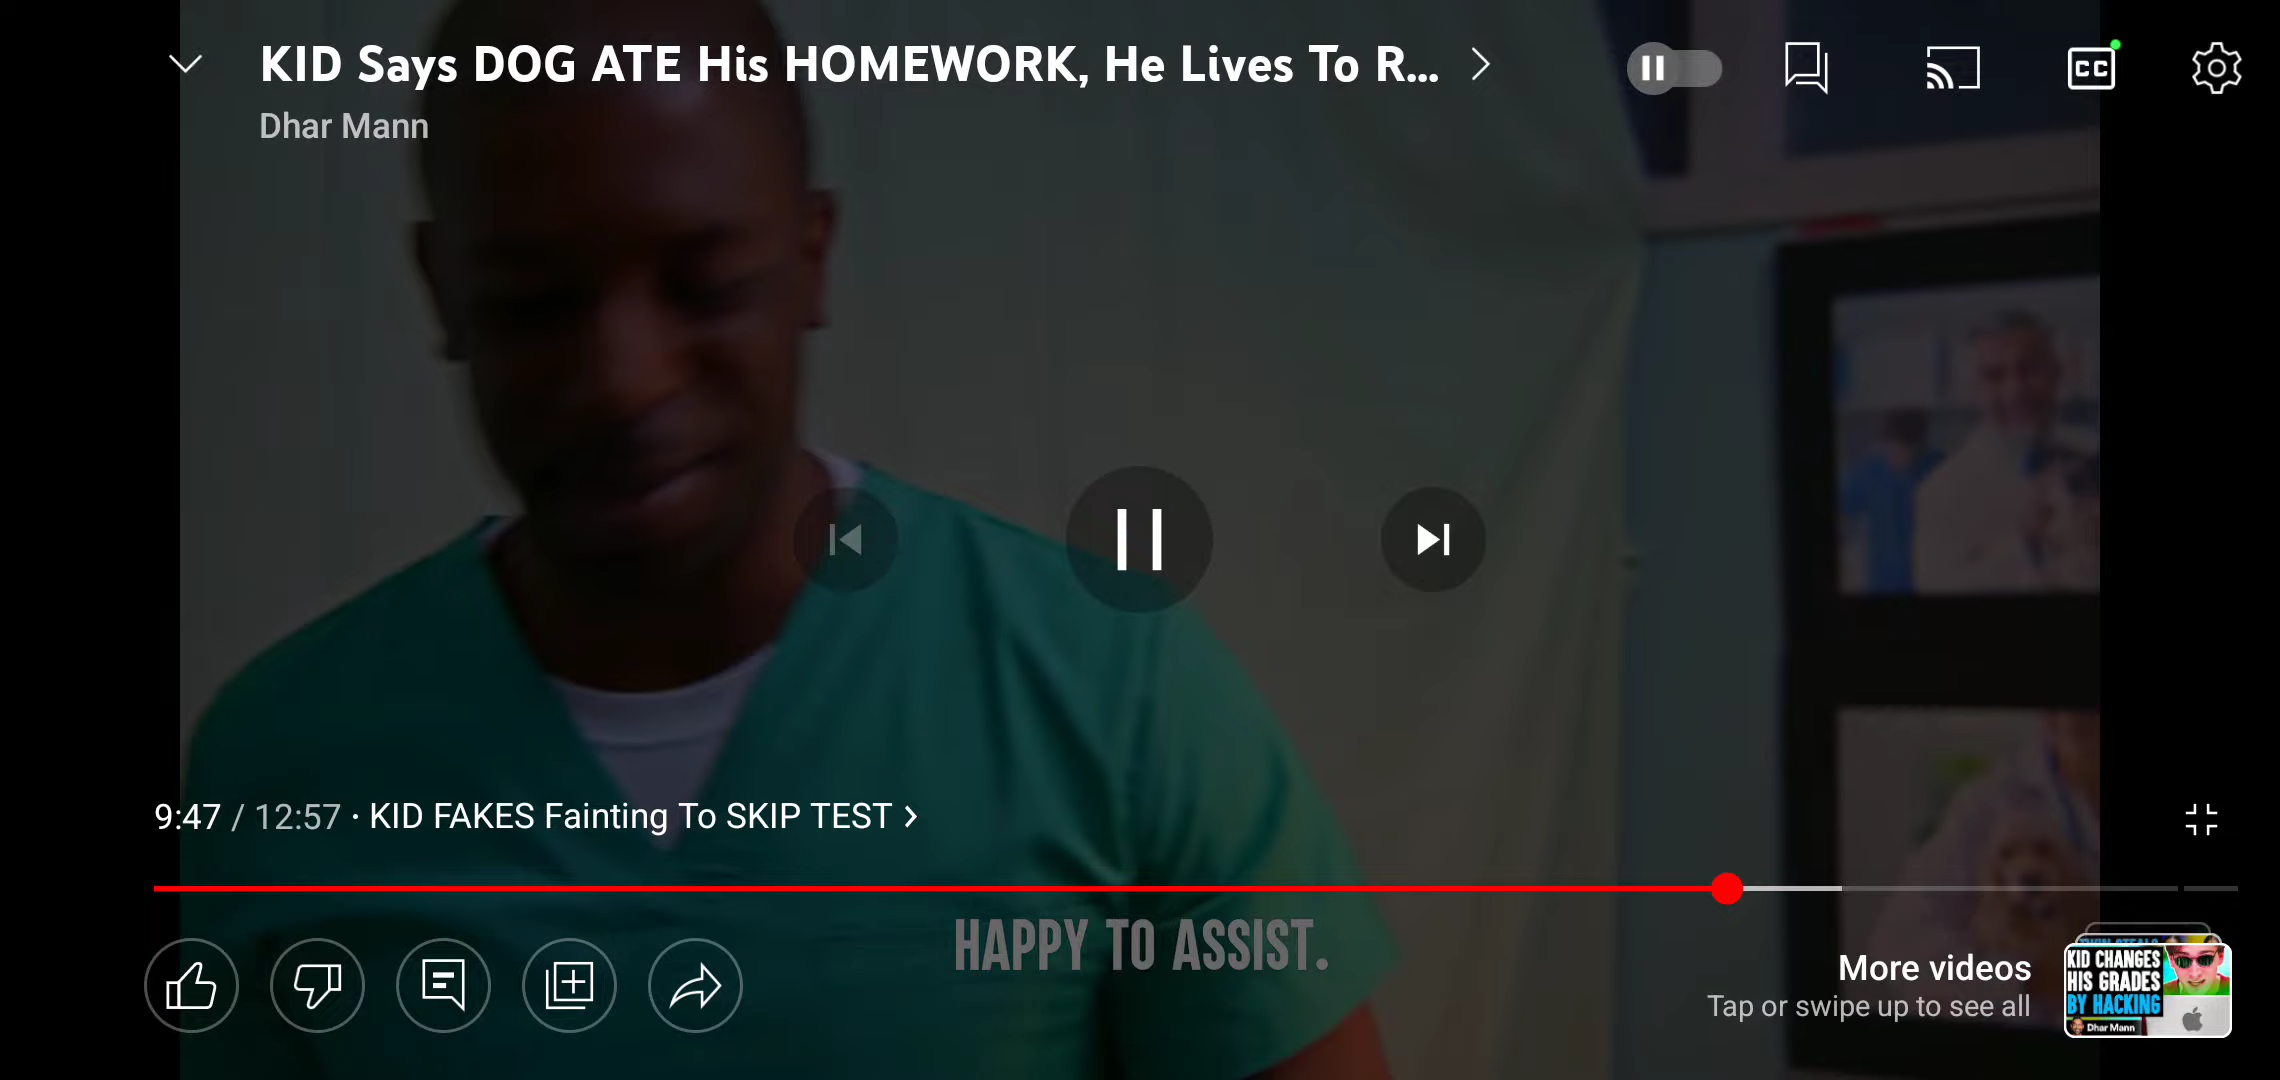 KID Says DOG ATE His HOMEWORK, He Lives To R...
Dhar Mann
CC
9:47 / 12:57 · KID FAKES Fainting To SKIP TEST
HAPPY TO ASSIST.
More videos
Tap or swipe up to see all
KID CHANGES
HIS GRADES
BY HACKING
Dhar Mann